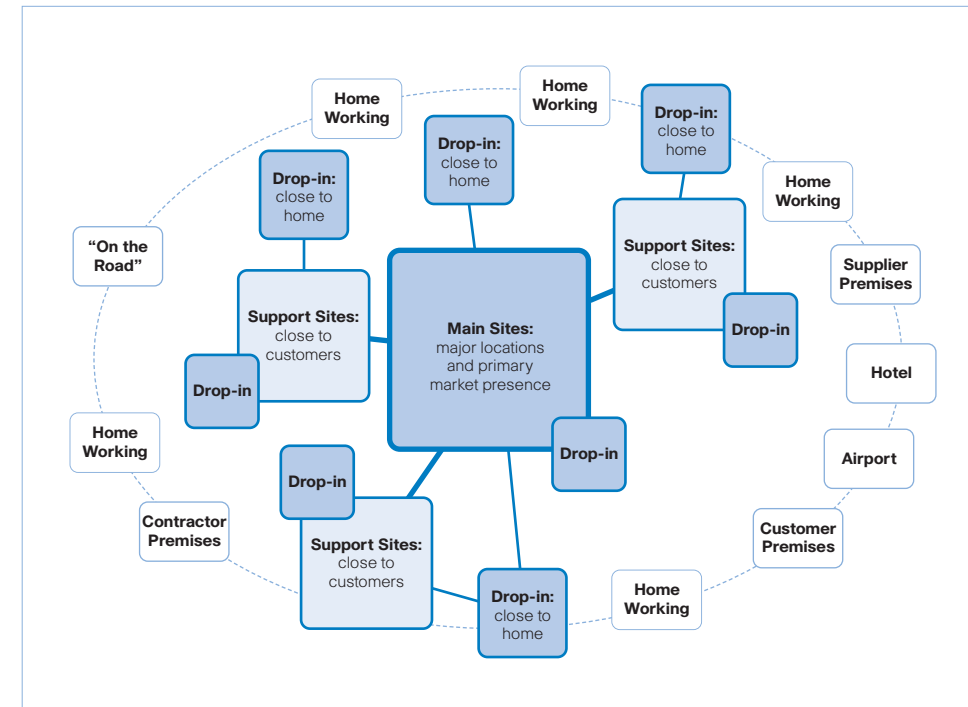 Home
Working
Home
Working
Drop-in:
close to
home
Drop-in:
close to
home
Drop-in:
close to
home
Home
Working
“On the
Road”
Support Sites:
close to
customers
Supplier
Premises
Support Sites:
close to
customers
Main Sites:
major locations
and primary
market presence
Drop-in
Hotel
Drop-in
Home
Working
Drop-in
Airport
Drop-in
Contractor
Premises
Customer
Premises
Support Sites:
close to
customers
Drop-in:
close to
home
Home
Working